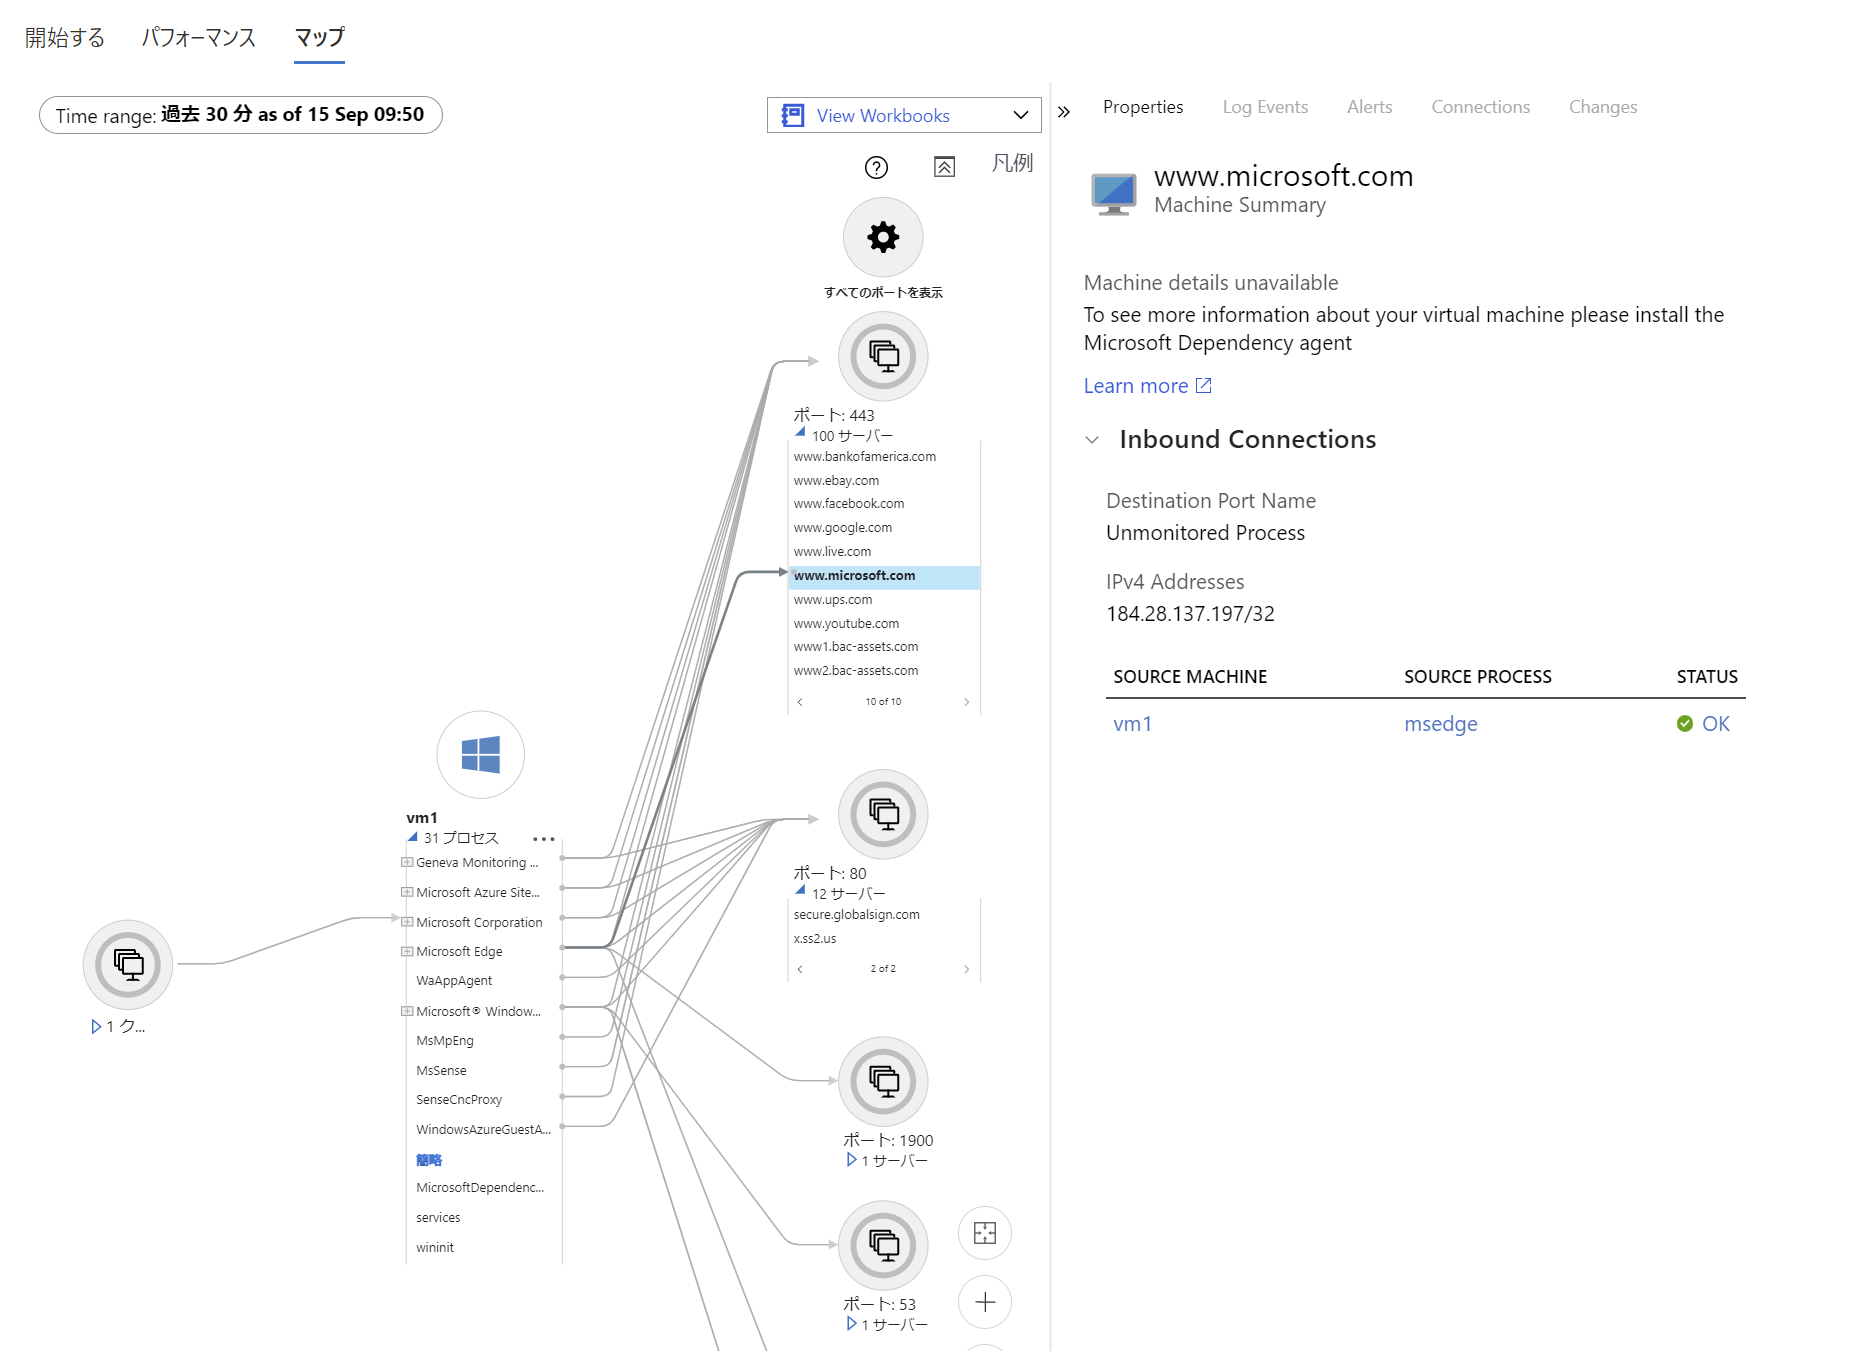 開始する
パフォーマンス
マップ
Time range: 過去 30 分 as of 15 Sep 09:50
View Workbooks
凡例
すべてのポートを表示
ポート: 443
100 サーバー
www.bankofamerica.com
www.ebay.com
www.facebook.com
www.google.com
www.live.com
www.microsoft.com
www.ups.com
www.youtube.com
www1.bac-assets.com
www2.bac-assets.com
10 of 10
vm1
31 プロセス
Geneva Monitoring ...
Microsoft Azure Site...
Microsoft Corporation
Microsoft Edge
WaAppAgent
Microsoft® Window...
MsMpEng
MsSense
SenseCncProxy
WindowsAzureGuestA...
簡略
MicrosoftDependenc...
services
wininit
1 ク...
ポート: 80
12 サーバー
secure.globalsign.com
x.ss2.us
2 of 2
ポート: 1900
1 サーバー
ポート: 53
1 サーバー
Properties
Log Events
Alerts
Connections
Changes
www.microsoft.com
Machine Summary
Machine details unavailable
To see more information about your virtual machine please install the
Microsoft Dependency agent
Learn more
Inbound Connections
Destination Port Name
Unmonitored Process
IPv4 Addresses
184.28.137.197/32
SOURCE MACHINE SOURCE PROCESS STATUS
vm1 msedge OK